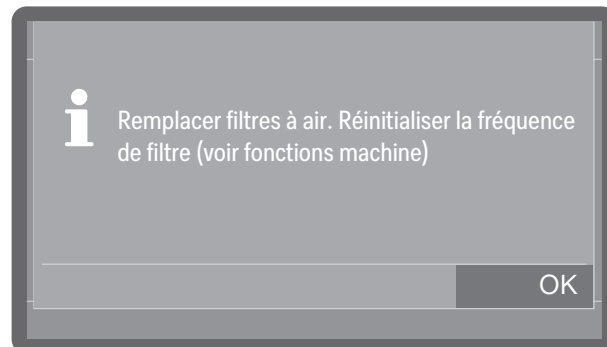 Remplacer filtres à air. Réinitialiser la fréquence
de filtre (voir fonctions machine)
OK